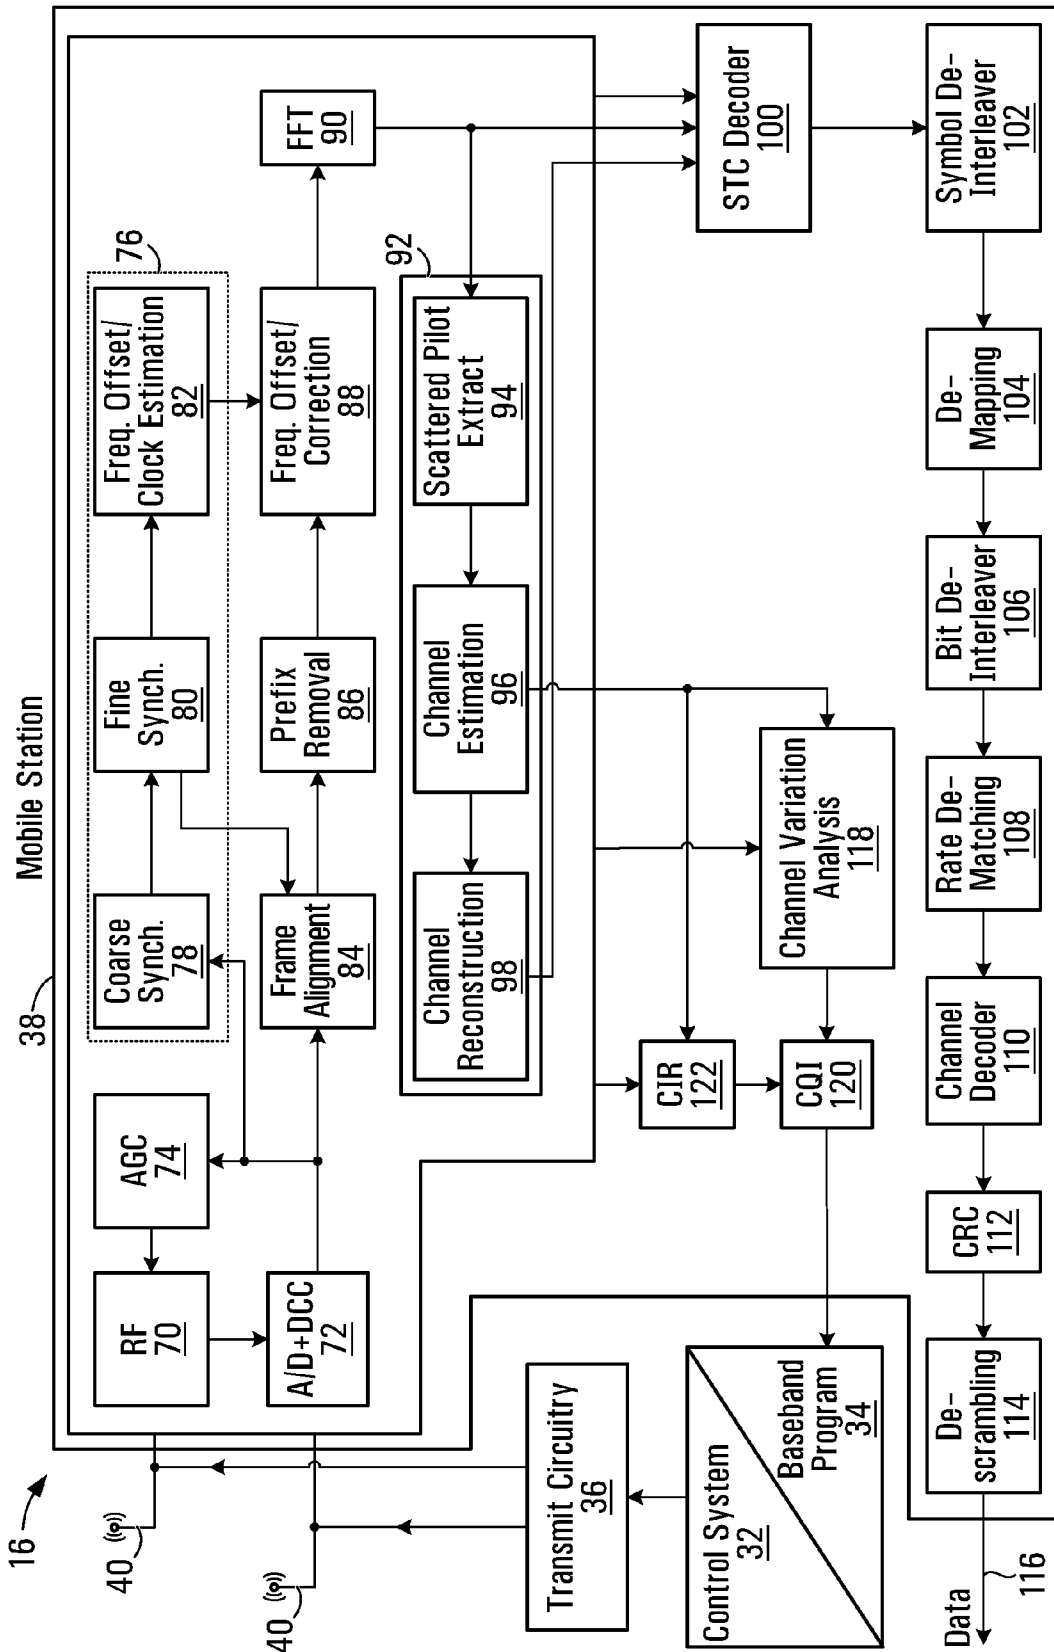 Mobile Station
16
38
40
40
RF
70
A/D+DCC
72
AGC
74
76
Coarse
Synch.
78
Fine
Synch.
80
Freq. Offset/
Clock Estimation
82
Frame
Alignment
84
Prefix
Removal
86
Freq. Offset/
Correction
88
FFT
90
92
Scattered Pilot
Extract
94
Channel
Estimation
96
Channel
Reconstruction
98
STC Decoder
100
Symbol De-
Interleaver
102
De-
Mapping
104
Bit De-
Interleaver
106
Rate De-
Matching
108
Channel
Decoder
110
CRC
112
De-
scrambling
114
Data
116
Channel Variation
Analysis
118
CIR
122
CQI
120
Transmit Circuitry
36
Control System
32
Baseband
Program
34